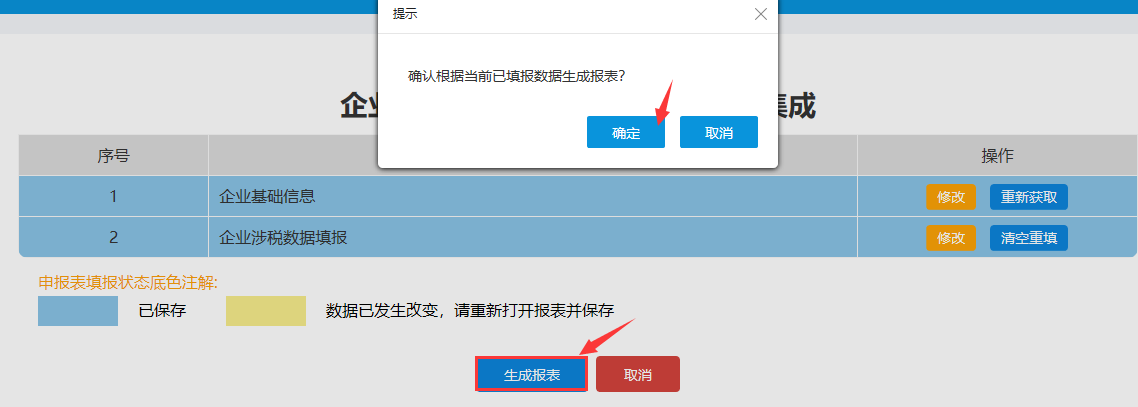 提示
确认根据当前已填报数据生成报表?
确定 取消
企业 集成
序号 操作
1 企业基础信息 修改 重新获取
2 企业涉税数据填报 修改 清空重填
申报表填报状态底色注解:
已保存 数据已发生改变，请重新打开报表并保存
生成报表 取消